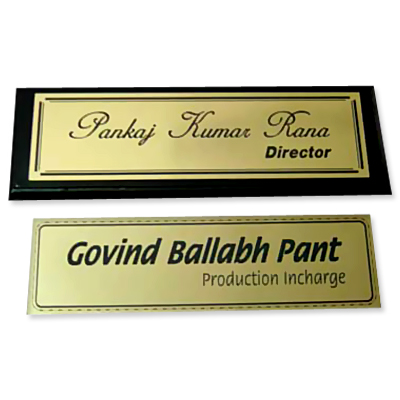 Pankaj Kumar Rana
Director
Govind Ballabh Pant
Production Incharge